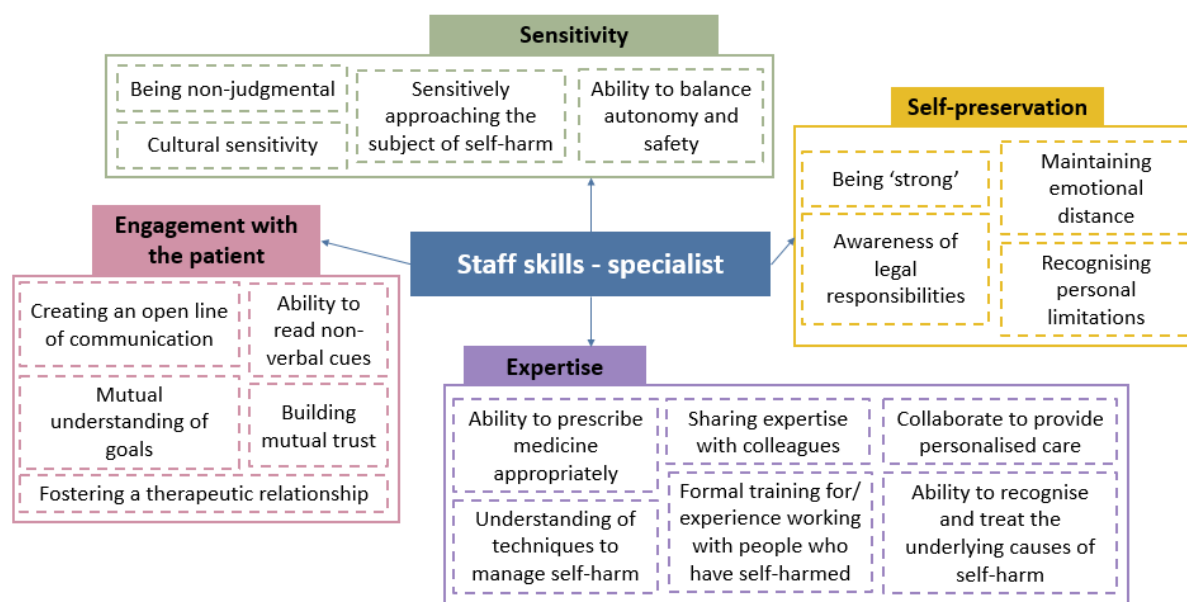 Sensitivity
Being non-judgmental
Cultural sensitivity
Sensitively
approaching the
subject of self-harm
Ability to balance
autonomy and
safety
Self-preservation
Being ‘strong’
Awareness of
legal
responsibilities
Maintaining
emotional
distance
Recognising
personal
limitations
Engagement with
the patient
Creating an open line
of communication
Ability to
read non-
verbal cues
Mutual
understanding of
goals
Building
mutual trust
Fostering a therapeutic relationship
Staff skills - specialist
Expertise
Ability to prescribe
medicine
appropriately
Sharing expertise
with colleagues
Collaborate to provide
personalised care
Understanding of
techniques to
manage self-harm
Formal training for/
experience working
with people who
have self-harmed
Ability to recognise
and treat the
underlying causes of
self-harm